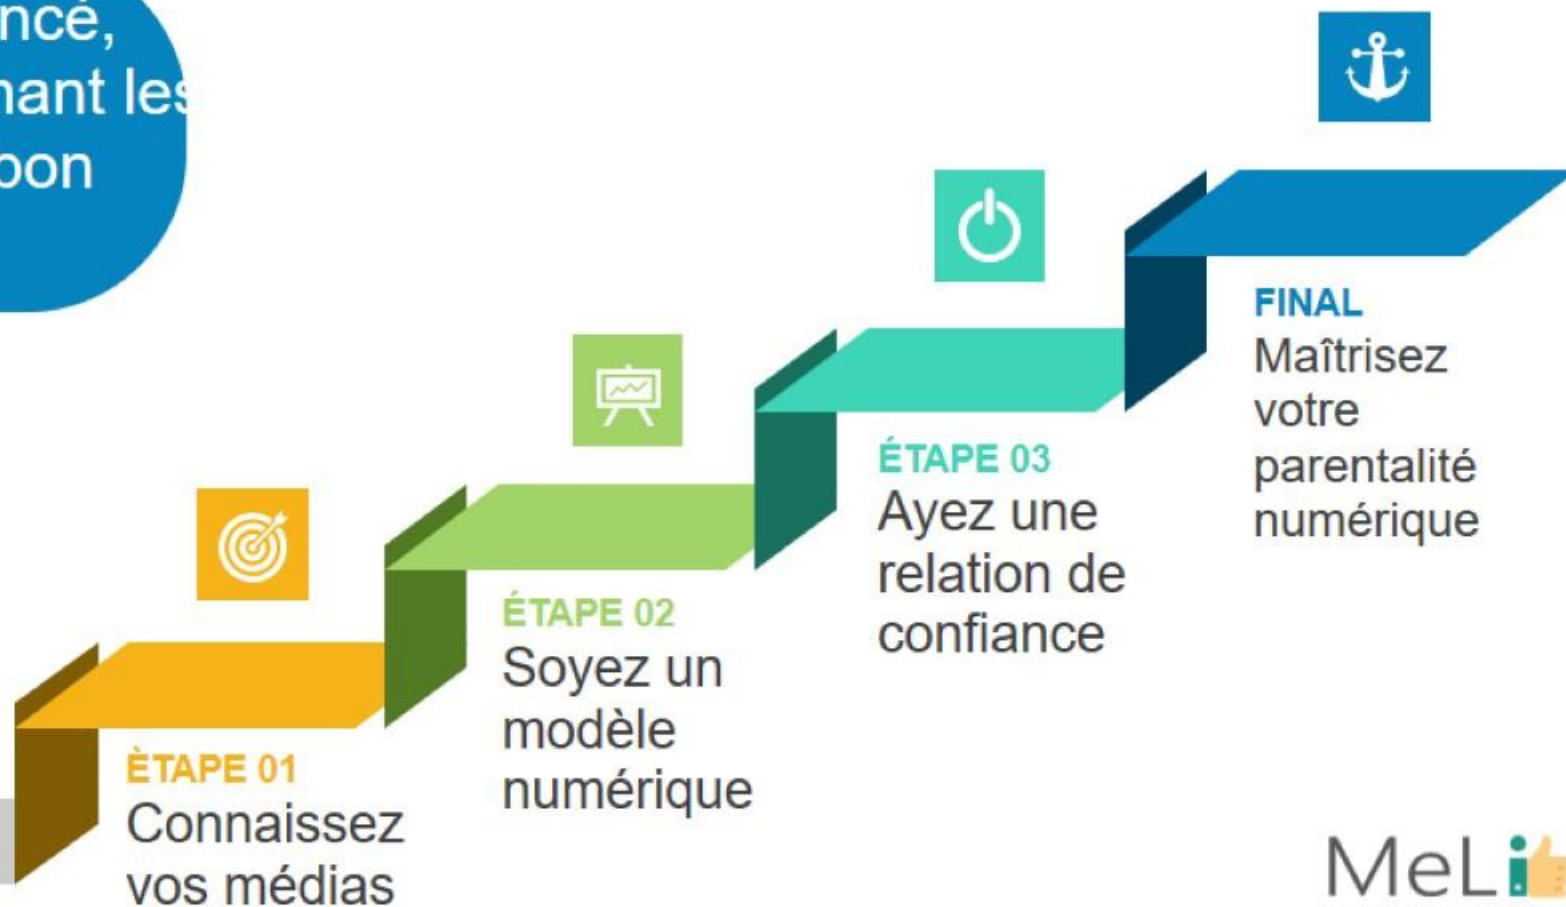 les
ÈTAPE 01
Connaissez
vos médias
ÉTAPE 02
Soyez un
modèle
numérique
ÉTAPE 03
Ayez une
relation de
confiance
FINAL
Maîtrisez
votre
parentalité
numérique
MeLi